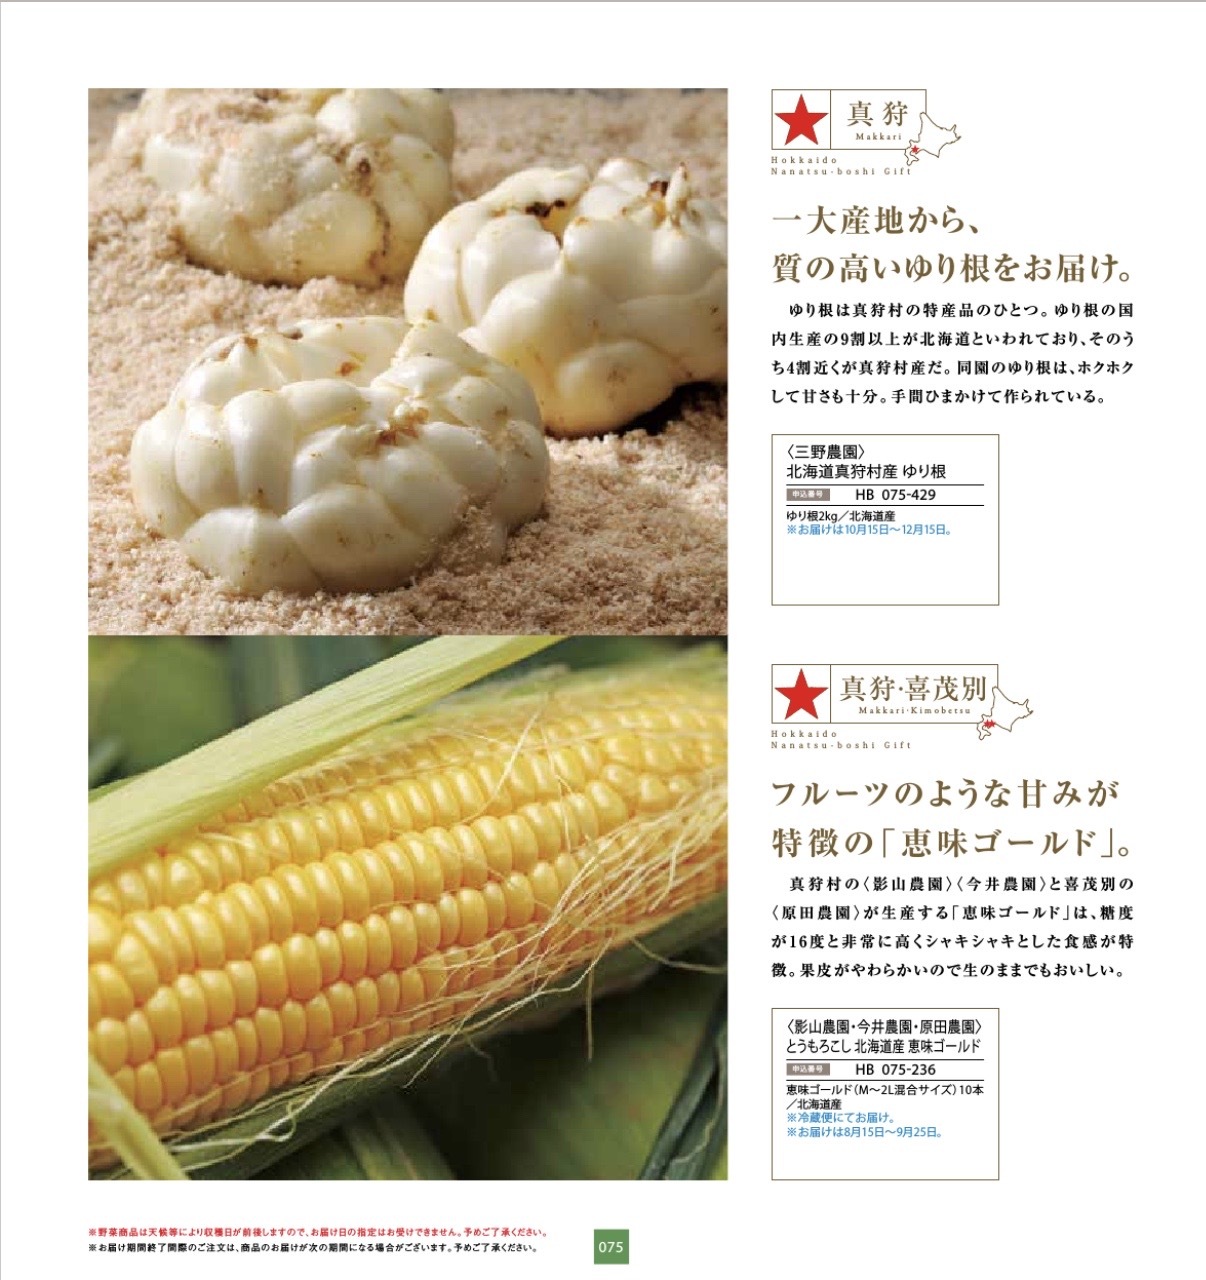 真狩
Makkari
Hokkaido
Nanatsu-boshi Gift
一大産地から、
質の高いゆり根をお届け。
ゆり根は真狩村の特産品のひとつ。ゆり根の国
内生産の9割以上が北海道といわれており、そのう
ち4割近くが真狩村産だ。同園のゆり根は、ホクホク
して甘さも十分。手間ひまかけて作られている。
〈三野農園〉
北海道真狩村産 ゆり根
申込番号 HB 075-429
ゆり根2kg／北海道産
※お届けは10月15日〜12月15日。
真狩・喜茂別
Makkari・Kimobetsu
Hokkaido
Nanatsu-boshi Gift
フルーツのような甘みが
特徴の「恵味ゴールド」。
真狩村の〈影山農園〉〈今井農園〉と喜茂別の
〈原田農園〉が生産する「恵味ゴールド」は、糖度
が16度と非常に高くシャキシャキとした食感が特
徴。果皮がやわらかいので生のままでもおいしい。
〈影山農園・今井農園・原田農園〉
とうもろこし 北海道産 恵味ゴールド
申込番号 HB 075-236
恵味ゴールド（M〜2L混合サイズ）10本
／北海道産
※冷蔵便にてお届け。
※お届けは8月15日〜9月25日。
※野菜商品は天候等により収穫日が前後しますので、お届け日の指定はお受けできません。予めご了承ください。
※お届け期間終了間際のご注文は、商品のお届けが次の期間になる場合がございます。予めご了承ください。
075